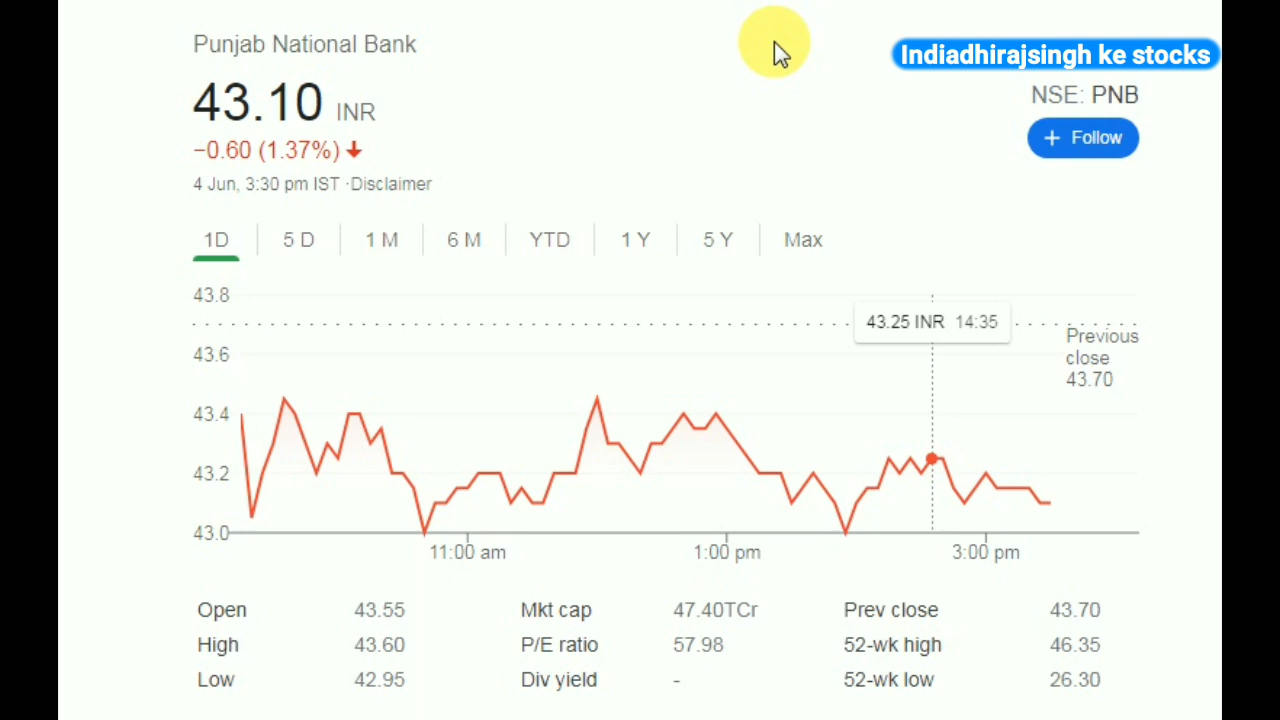 Punjab National Bank
Indiadhirajsingh ke stocks
43.10 INR
NSE: PNB
−0.60 (1.37%)
+ Follow
4 Jun, 3:30 pm IST ·Disclaimer
1D 5 D 1 M 6 M YTD 1 Y 5 Y Max
43.8
43.25 INR 14:35
Previous
close
43.70
43.6
43.4
43.2
43.0
11:00 am 1:00 pm 3:00 pm
Open 43.55 Mkt cap 47.40TCr Prev close 43.70
High 43.60 P/E ratio 57.98 52-wk high 46.35
Low 42.95 Div yield - 52-wk low 26.30